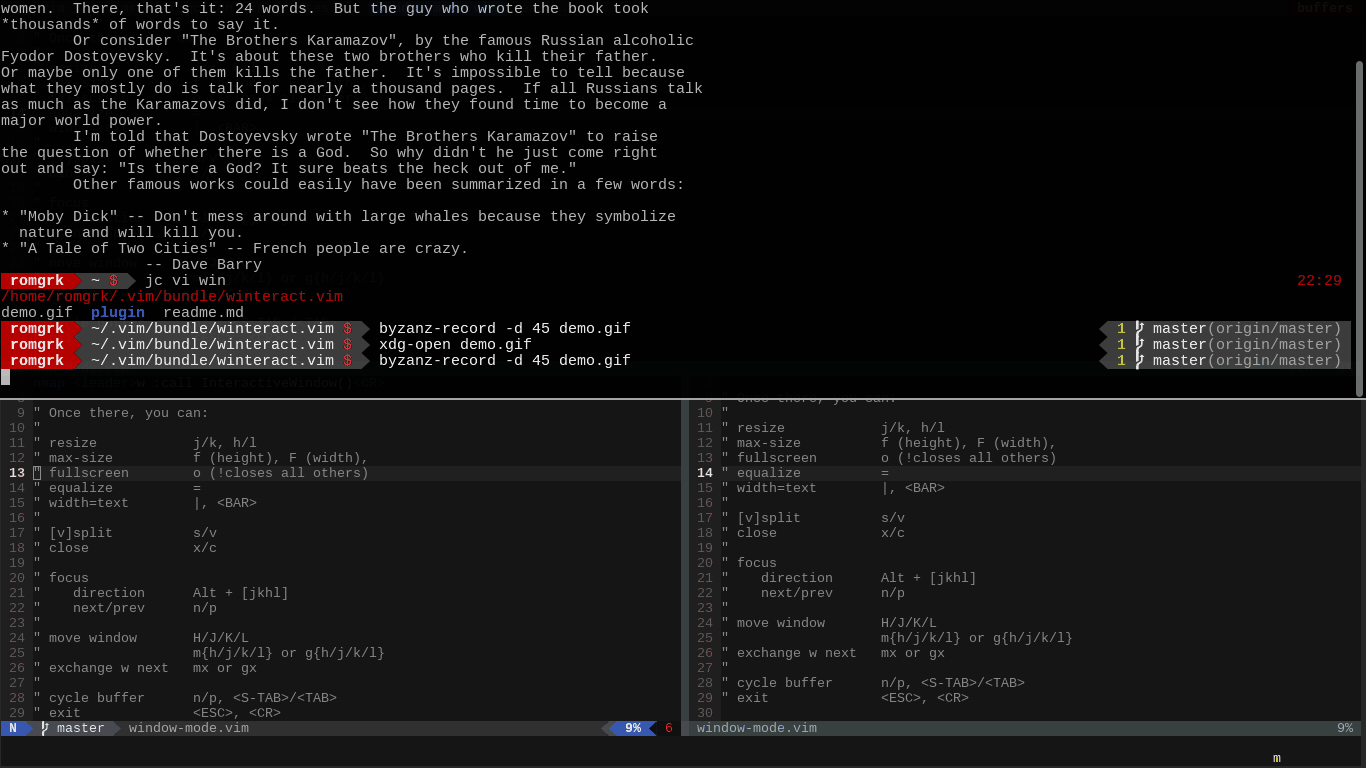 women.  There, that's it: 24 words.  But the guy who wrote the book took
*thousands* of words to say it.
        Or consider "The Brothers Karamazov", by the famous Russian alcoholic
Fyodor Dostoyevsky.  It's about these two brothers who kill their father.
Or maybe only one of them kills the father.  It's impossible to tell because
what they mostly do is talk for nearly a thousand pages.  If all Russians talk
as much as the Karamazovs did, I don't see how they found time to become a
major world power.
        I'm told that Dostoyevsky wrote "The Brothers Karamazov" to raise
the question of whether there is a God.  So why didn't he just come right
out and say: "Is there a God? It sure beats the heck out of me."
        Other famous works could easily have been summarized in a few words:
* "Moby Dick" -- Don't mess around with large whales because they symbolize
  nature and will kill you.
* "A Tale of Two Cities" -- French people are crazy.
                -- Dave Barry
romgrk ~ $ jc vi win 22:29
/home/romgrk/.vim/bundle/winteract.vim
demo.gif  plugin  readme.md
romgrk ~/.vim/bundle/winteract.vim $ byzanz-record -d 45 demo.gif 1 master(origin/master)
romgrk ~/.vim/bundle/winteract.vim $ xdg-open demo.gif 1 master(origin/master)
romgrk ~/.vim/bundle/winteract.vim $ byzanz-record -d 45 demo.gif 1 master(origin/master)
9 " Once there, you can:
10 "
11 " resize            j/k, h/l
12 " max-size          f (height), F (width),
13 " fullscreen        o (!closes all others)
14 " equalize          =
15 " width=text        |, <BAR>
16 "
17 " [v]split          s/v
18 " close             x/c
19 "
20 " focus
21 "    direction      Alt + [jkhl]
22 "    next/prev      n/p
23 "
24 " move window       H/J/K/L
25 "                   m{h/j/k/l} or g{h/j/k/l}
26 " exchange w next   mx or gx
27 "
28 " cycle buffer      n/p, <S-TAB>/<TAB>
29 " exit              <ESC>, <CR>
N master window-mode.vim 9% 6
10 "
11 " resize            j/k, h/l
12 " max-size          f (height), F (width),
13 " fullscreen        o (!closes all others)
14 " equalize          =
15 " width=text        |, <BAR>
16 "
17 " [v]split          s/v
18 " close             x/c
19 "
20 " focus
21 "    direction      Alt + [jkhl]
22 "    next/prev      n/p
23 "
24 " move window       H/J/K/L
25 "                   m{h/j/k/l} or g{h/j/k/l}
26 " exchange w next   mx or gx
27 "
28 " cycle buffer      n/p, <S-TAB>/<TAB>
29 " exit              <ESC>, <CR>
30
window-mode.vim 9%
m